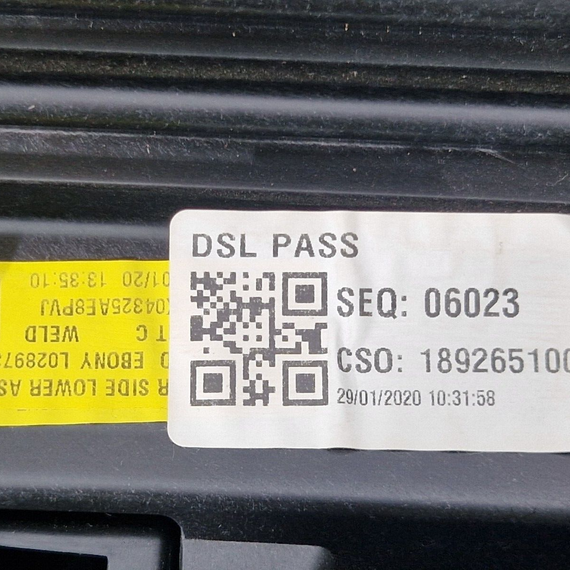 DSL PASS
SEQ: 06023
CSO: 189265100
29/01/2020 10:31:58
R SIDE LOWER AS
EBONY L02897
T C WELD
04325AE8PVJ
01/20 13:35:10